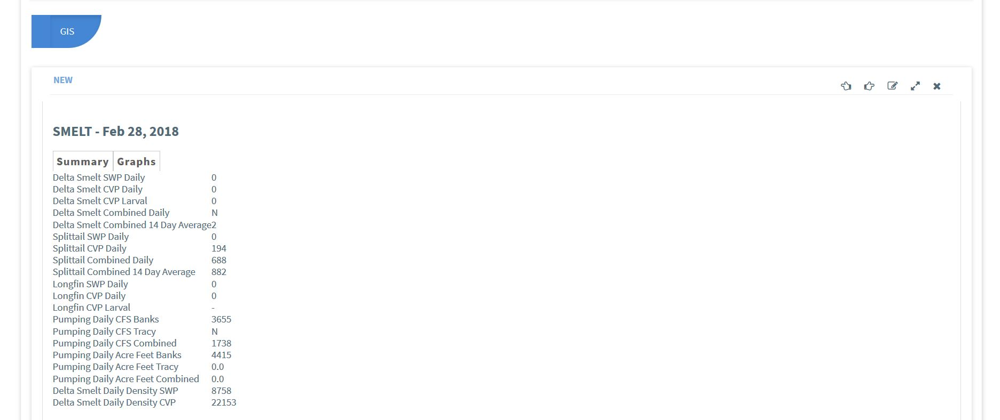 GIS
NEW
SMELT - Feb 28, 2018
Summary Graphs
Delta Smelt SWP Daily 0
Delta Smelt CVP Daily 0
Delta Smelt CVP Larval 0
Delta Smelt Combined Daily N
Delta Smelt Combined 14 Day Average2
Splittail SWP Daily 0
Splittail CVP Daily 194
Splittail Combined Daily 688
Splittail Combined 14 Day Average 882
Longfin SWP Daily 0
Longfin CVP Daily 0
Longfin CVP Larval -
Pumping Daily CFS Banks 3655
Pumping Daily CFS Tracy N
Pumping Daily CFS Combined 1738
Pumping Daily Acre Feet Banks 4415
Pumping Daily Acre Feet Tracy 0.0
Pumping Daily Acre Feet Combined 0.0
Delta Smelt Daily Density SWP 8758
Delta Smelt Daily Density CVP 22153